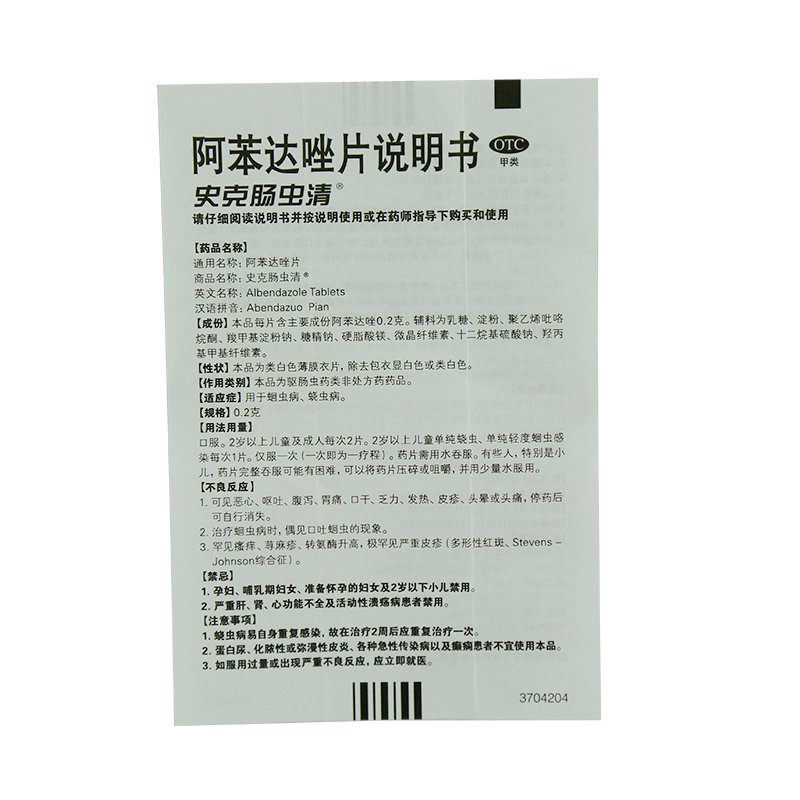 阿苯达唑片说明书 OTC
甲类
史克肠虫清®
请仔细阅读说明书并按说明使用或在药师指导下购买和使用
【药品名称】
通用名称：阿苯达唑片
商品名称：史克肠虫清®
英文名称：Albendazole Tablets
汉语拼音：Abendazuo Pian
【成份】本品每片含主要成份阿苯达唑0.2克。辅料为乳糖、淀粉、聚乙烯吡咯
烷酮、羧甲基淀粉钠、糖精钠、硬脂酸镁、微晶纤维素、十二烷基硫酸钠、羟丙
基甲基纤维素。
【性状】本品为类白色薄膜衣片，除去包衣显白色或类白色。
【作用类别】本品为驱肠虫药类非处方药药品。
【适应症】用于蛔虫病、蛲虫病。
【规格】0.2克
【用法用量】
口服。2岁以上儿童及成人每次2片。2岁以上儿童单纯蛲虫、单纯轻度蛔虫感
染每次1片。仅服一次（一次即为一疗程）。药片需用水吞服。有些人，特别是小
儿，药片完整吞服可能有困难，可以将药片压碎或咀嚼，并用少量水服用。
【不良反应】
1. 可见恶心、呕吐、腹泻、胃痛、口干、乏力、发热、皮疹、头晕或头痛，停药后
可自行消失。
2. 治疗蛔虫病时，偶见口吐蛔虫的现象。
3. 罕见瘙痒、荨麻疹、转氨酶升高，极罕见严重皮疹（多形性红斑、Stevens –
Johnson综合征）。
【禁忌】
1. 孕妇、哺乳期妇女、准备怀孕的妇女及2岁以下小儿禁用。
2. 严重肝、肾、心功能不全及活动性溃疡病患者禁用。
【注意事项】
1. 蛲虫病易自身重复感染，故在治疗2周后应重复治疗一次。
2. 蛋白尿、化脓性或弥漫性皮炎、各种急性传染病以及癫痫患者不宜使用本品。
3. 如服用过量或出现严重不良反应，应立即就医。
3704204